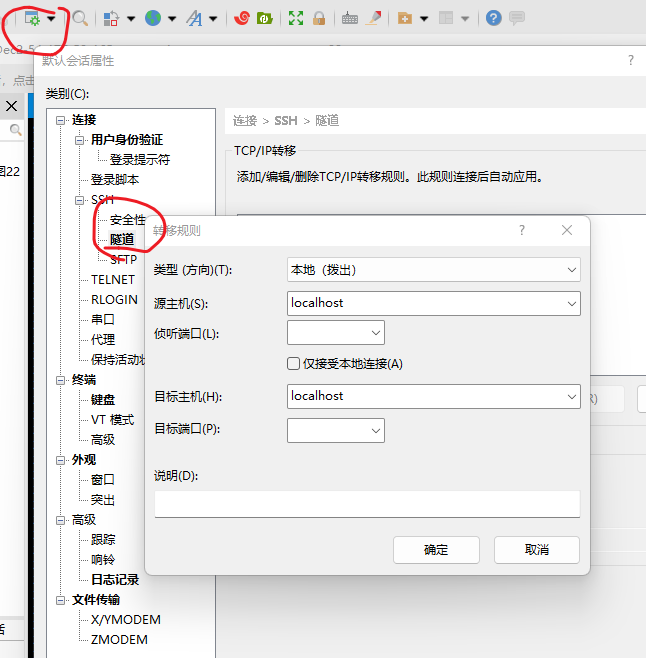 默认会话属性
?
类别(C):
连接
用户身份验证
登录提示符
登录脚本
SSH
安全性
隧道
SFTP
TELNET
RLOGIN
串口
代理
保持活动状
终端
键盘
VT 模式
高级
外观
窗口
突出
高级
跟踪
响铃
日志记录
文件传输
X/YMODEM
ZMODEM
连接 > SSH > 隧道
TCP/IP转移
添加/编辑/删除TCP/IP转移规则。此规则连接后自动应用。
转移规则
?
类型 (方向)(T):
本地（拨出）
源主机(S):
localhost
侦听端口(L):
仅接受本地连接(A)
目标主机(H):
localhost
目标端口(P):
说明(D):
确定
取消
图22
R)
，点击
活